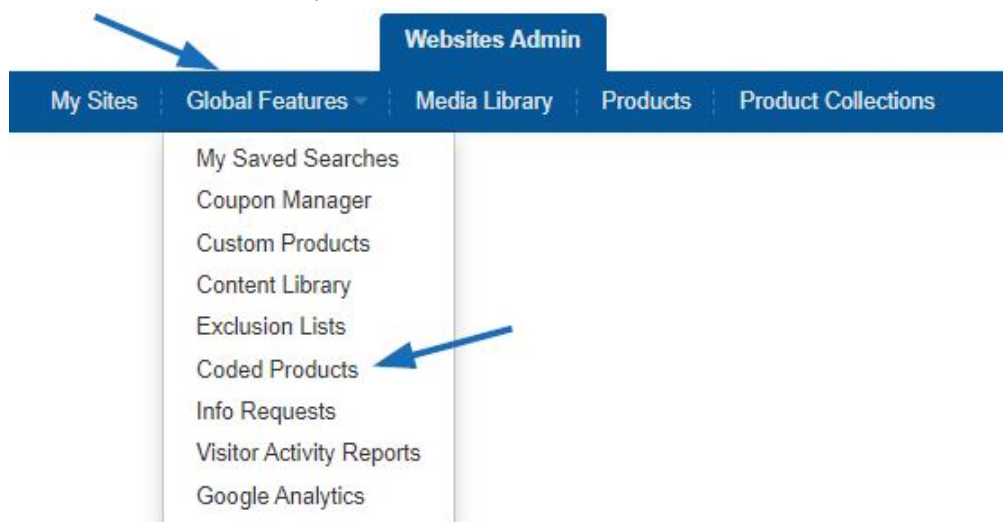 Websites Admin
My Sites Global Features Media Library Products Product Collections
My Saved Searches
Coupon Manager
Custom Products
Content Library
Exclusion Lists
Coded Products
Info Requests
Visitor Activity Reports
Google Analytics